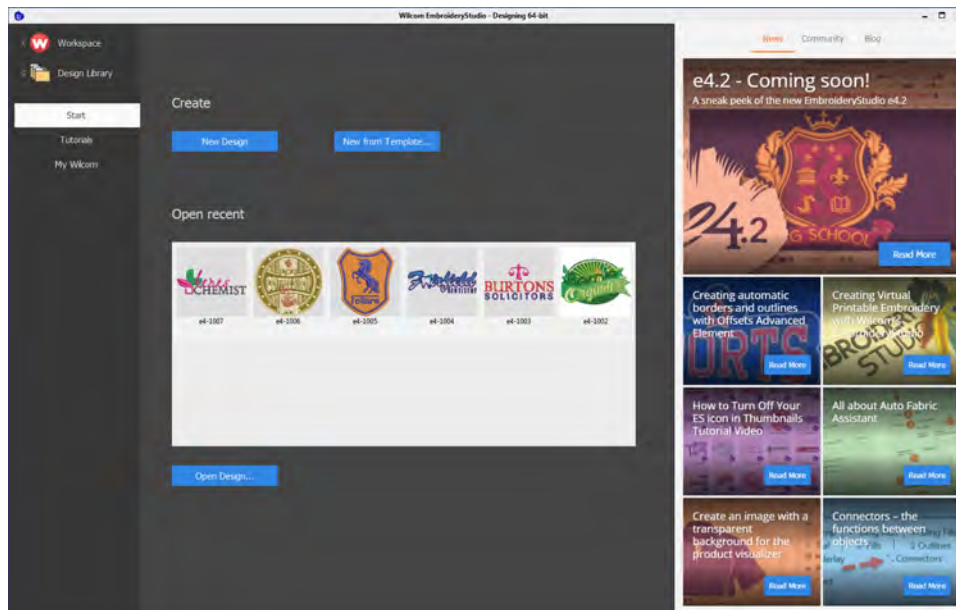 Wilcom EmbroideryStudio - Designing 64-bit
Workspace
Design Library
Start
Tutorials
My Wilcom
Create
New Design
New from Template...
Open recent
CHEMIST
BURTONS
SOLICITORS
e4-1007
e4-1006
e4-1005
e4-1004
e4-1003
e4-1002
Open Design...
News
Community
Blog
e4.2 - Coming soon!
A sneak peek of the new EmbroideryStudio e4.2
e4.2
G SCHOOL
Read More
Creating automatic
borders and outlines
with Offsets Advanced
Element
Read More
Creating Virtual
Printable Embroidery
with Wilcom
Read More
How to Turn Off Your
ES icon in Thumbnails
Tutorial Video
Read More
All about Auto Fabric
Assistant
Read More
Create an image with a
transparent
background for the
product visualizer
Read More
Connectors – the
functions between
objects
Outlines
Connectors
Read More